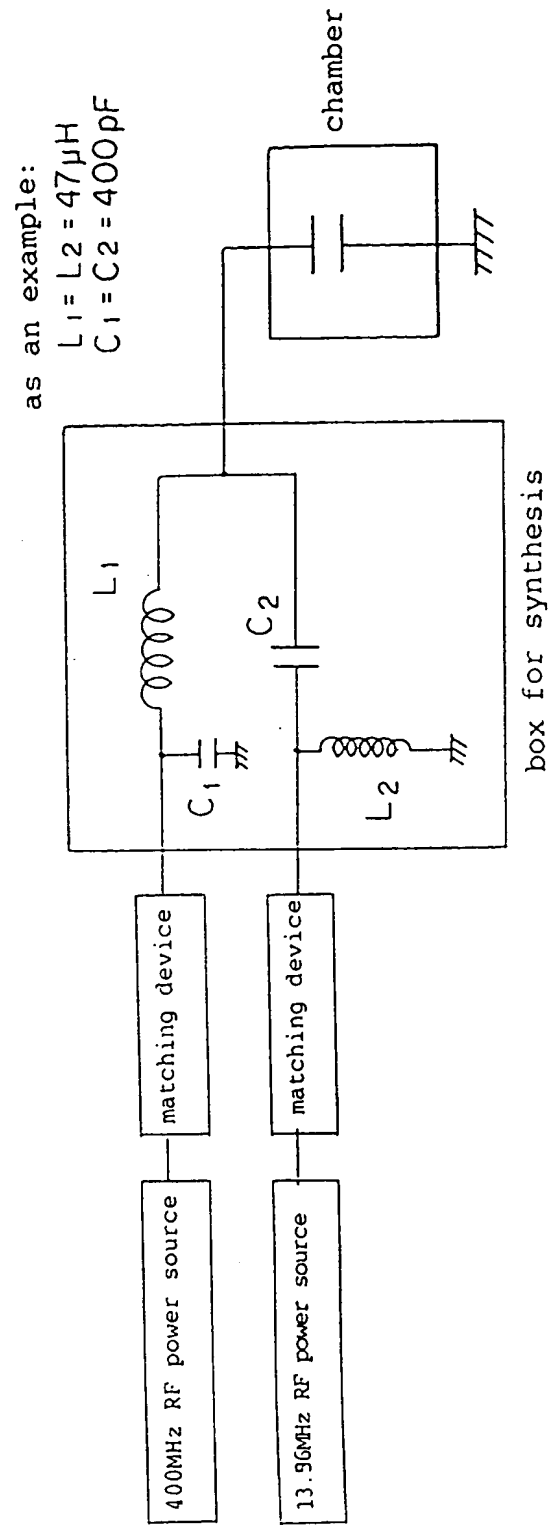 as an example:
L1 = L2 = 47μH
C1 = C2 = 400pF
400MHz RF power source
matching device
C1
L1
13.96MHz RF power source
matching device
L2
C2
box for synthesis
chamber